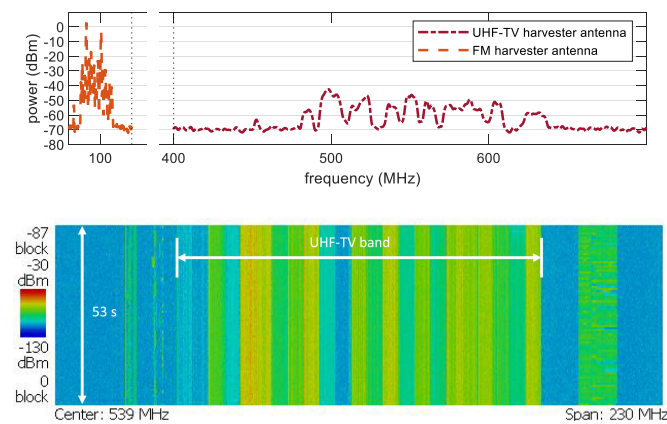 0
-10
-20
-30
-40
-50
-60
-70
-80
power (dBm)
UHF-TV harvester antenna
FM harvester antenna
100
400
500
600
frequency (MHz)
-87
block
-30
dBm
-130
dBm
0
block
UHF-TV band
53 s
Center: 539 MHz
Span: 230 MHz